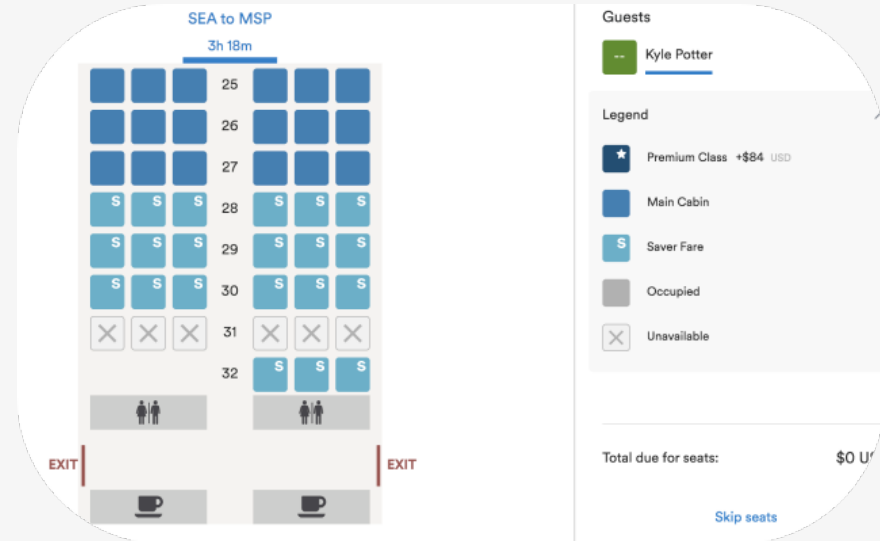 SEA to MSP
3h 18m
25
26
27
S S S 28 S S S
S S S 29 S S S
S S S 30 S S S
31
32 S S S
EXIT EXIT
Guests
-- Kyle Potter
Legend
Premium Class +$84 USD
Main Cabin
S Saver Fare
Occupied
Unavailable
Total due for seats: $0
Skip seats